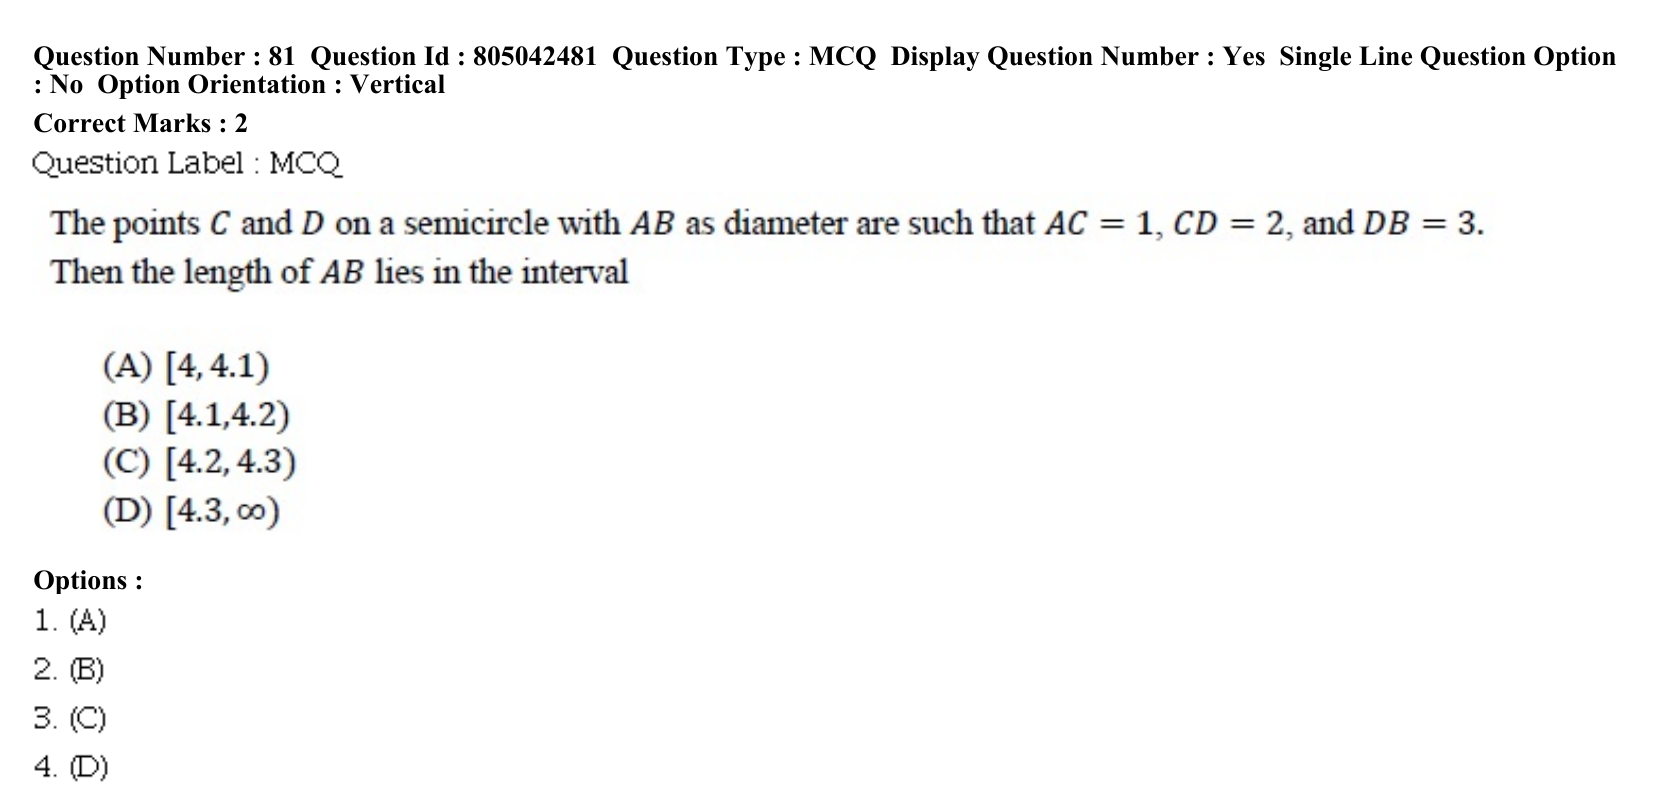 Question Number : 81 Question Id : 805042481 Question Type : MCQ Display Question Number : Yes Single Line Question Option
: No Option Orientation : Vertical
Correct Marks : 2
Question Label : MCQ
The points C and D on a semicircle with AB as diameter are such that AC = 1, CD = 2, and DB = 3.
Then the length of AB lies in the interval
(A) [4, 4.1)
(B) [4.1,4.2)
(C) [4.2, 4.3)
(D) [4.3, ∞)
Options :
1. (A)
2. (B)
3. (C)
4. (D)